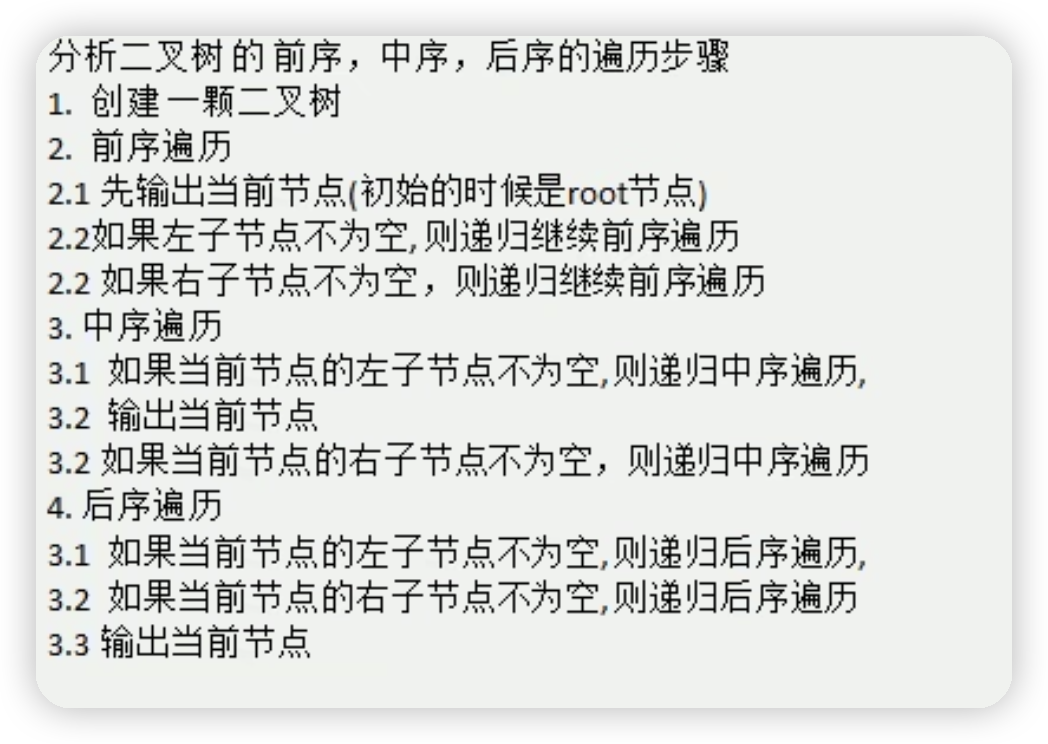 分析二叉树的前序，中序，后序的遍历步骤
1. 创建一颗二叉树
2. 前序遍历
2.1 先输出当前节点(初始的时候是root节点)
2.2如果左子节点不为空,则递归继续前序遍历
2.2 如果右子节点不为空，则递归继续前序遍历
3. 中序遍历
3.1 如果当前节点的左子节点不为空,则递归中序遍历,
3.2 输出当前节点
3.2 如果当前节点的右子节点不为空，则递归中序遍历
4. 后序遍历
3.1 如果当前节点的左子节点不为空,则递归后序遍历,
3.2 如果当前节点的右子节点不为空,则递归后序遍历
3.3 输出当前节点